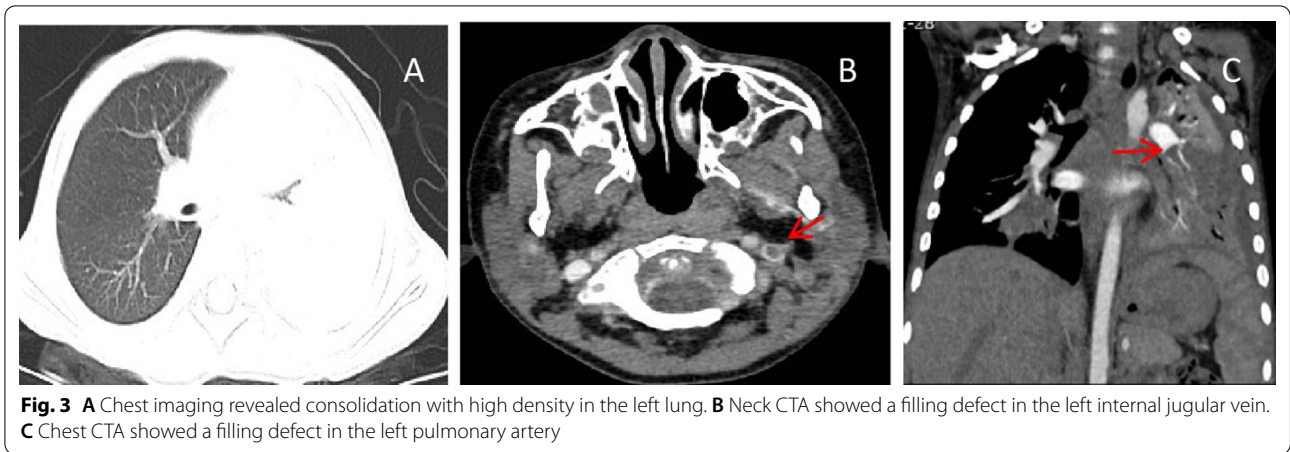 A
B
C
-28
Fig. 3 A Chest imaging revealed consolidation with high density in the left lung. B Neck CTA showed a filling defect in the left internal jugular vein.
C Chest CTA showed a filling defect in the left pulmonary artery